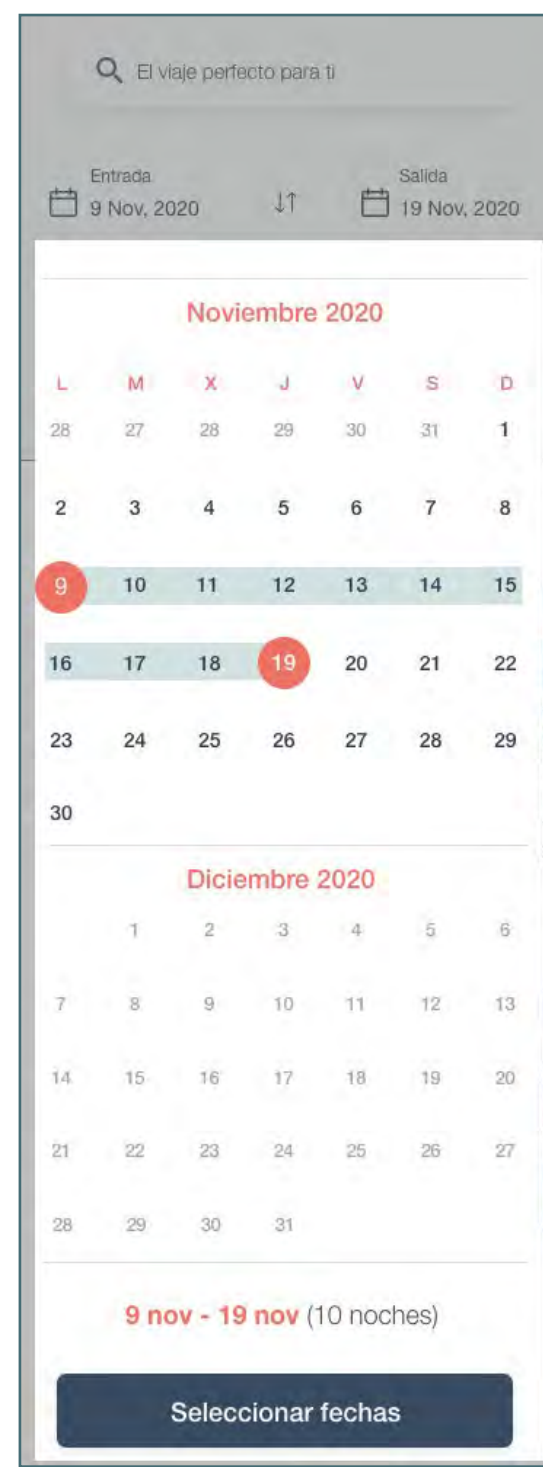 El viaje perfecto para ti
Entrada Salida
9 Nov, 2020 ↓↑ 19 Nov, 2020
Noviembre 2020
L M X J V S D
28 27 28 29 30 31 1
2 3 4 5 6 7 8
9 10 11 12 13 14 15
16 17 18 19 20 21 22
23 24 25 26 27 28 29
30
Diciembre 2020
1 2 3 4 5 6
7 8 9 10 11 12 13
14 15 16 17 18 19 20
21 22 23 24 25 26 27
28 29 30 31
9 nov - 19 nov (10 noches)
Seleccionar fechas